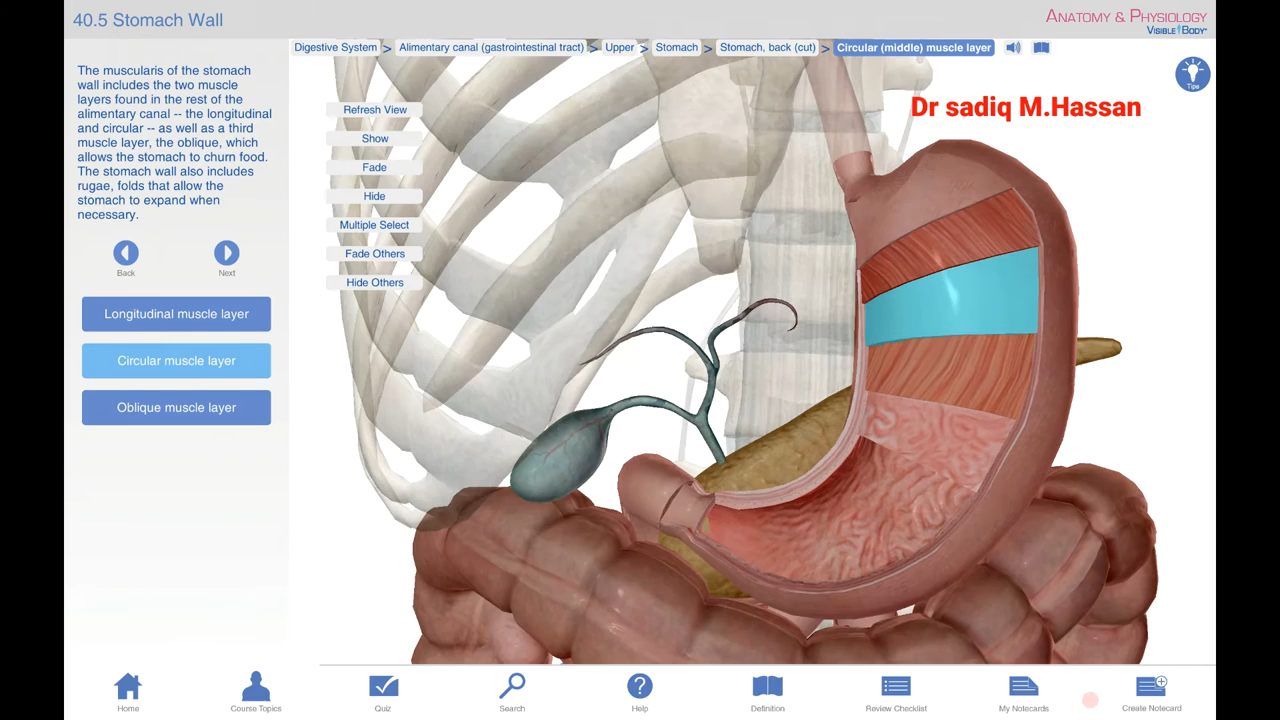 40.5 Stomach Wall
ANATOMY & PHYSIOLOGY
VISIBLE BODY®
Digestive System > Alimentary canal (gastrointestinal tract) > Upper > Stomach > Stomach, back (cut) > Circular (middle) muscle layer
The muscularis of the stomach
wall includes the two muscle
layers found in the rest of the
alimentary canal -- the longitudinal
and circular -- as well as a third
muscle layer, the oblique, which
allows the stomach to churn food.
The stomach wall also includes
rugae, folds that allow the
stomach to expand when
necessary.
Back
Next
Longitudinal muscle layer
Circular muscle layer
Oblique muscle layer
Refresh View
Show
Fade
Hide
Multiple Select
Fade Others
Hide Others
Tips
Dr sadiq M.Hassan
Home
Course Topics
Quiz
Search
Help
Definition
Review Checklist
My Notecards
Create Notecard